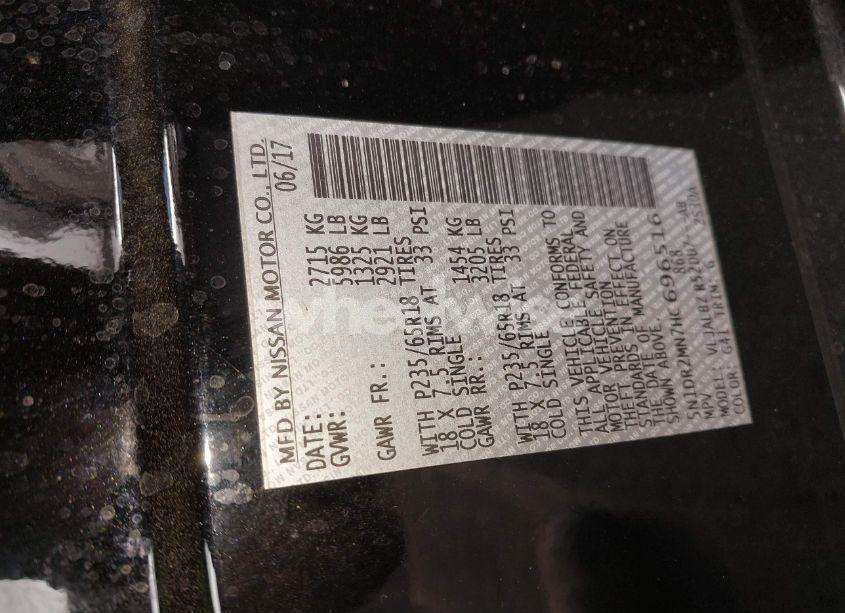 MFD BY NISSAN MOTOR CO., LTD.
DATE: 06/17
GVWR: 2715 KG
5986 LB
GAWR FR.: 1325 KG
2921 LB
WITH P235/65R18 TIRES
18 X 7.5 RIMS AT 33 PSI
COLD SINGLE 1454 KG
GAWR RR.: 3205 LB
WITH P235/65R18 TIRES
18 X 7.5 RIMS AT 33 PSI
COLD SINGLE
THIS VEHICLE CONFORMS TO
ALL APPLICABLE FEDERAL
MOTOR VEHICLE SAFETY AND
THEFT PREVENTION
STANDARDS IN EFFECT ON
THE DATE OF MANUFACTURE
SHOWN ABOVE.
5N1DR2MN7HC696516
MPV 868
MODEL:
COLOR: G41 TRIM: G